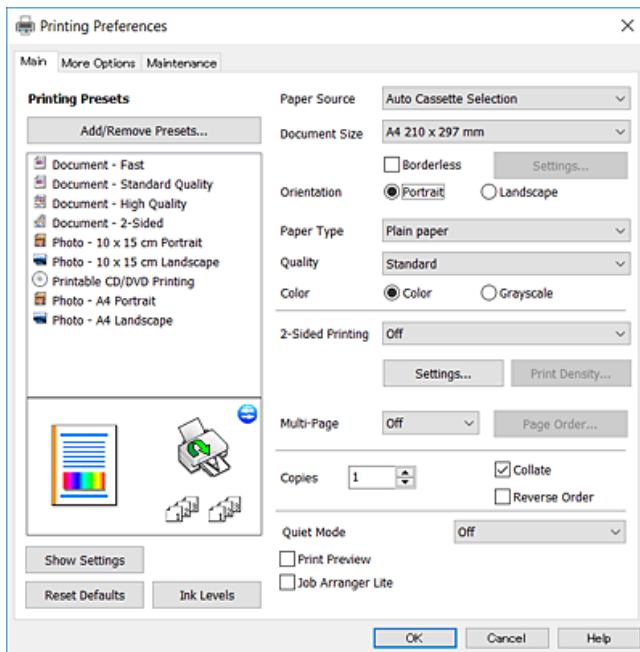 Printing Preferences
Main More Options Maintenance
Printing Presets
Add/Remove Presets...
Document - Fast
Document - Standard Quality
Document - High Quality
Document - 2-Sided
Photo - 10 x 15 cm Portrait
Photo - 10 x 15 cm Landscape
Printable CD/DVD Printing
Photo - A4 Portrait
Photo - A4 Landscape
Show Settings
Reset Defaults Ink Levels
Paper Source Auto Cassette Selection
Document Size A4 210 x 297 mm
Borderless Settings...
Orientation Portrait Landscape
Paper Type Plain paper
Quality Standard
Color Color Grayscale
2-Sided Printing Off
Settings... Print Density...
Multi-Page Off Page Order...
Copies 1 Collate
Reverse Order
Quiet Mode Off
Print Preview
Job Arranger Lite
OK Cancel Help